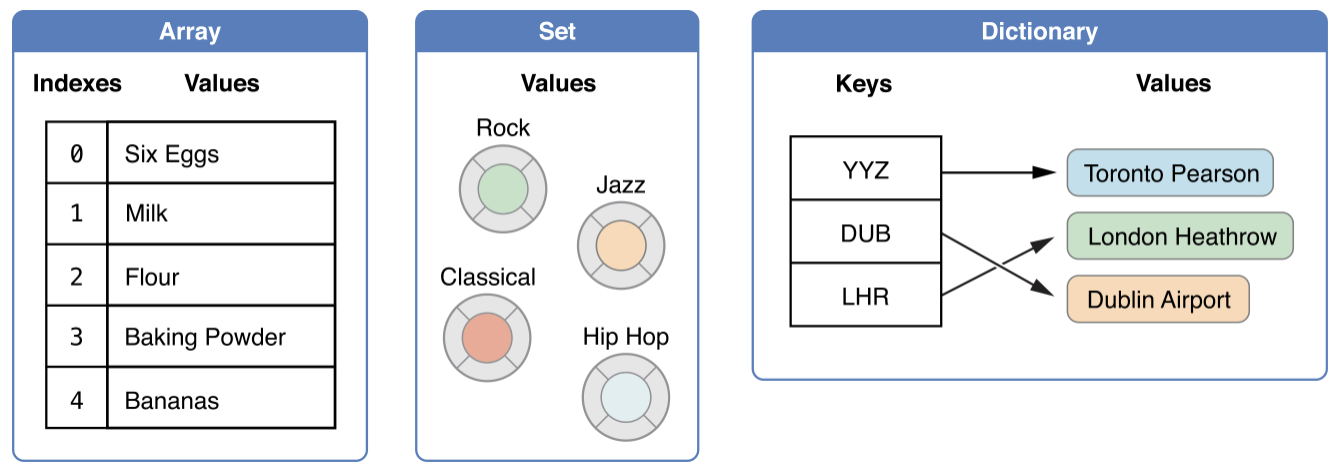 Array
Indexes Values
0 Six Eggs
1 Milk
2 Flour
3 Baking Powder
4 Bananas
Set
Values
Rock
Jazz
Classical
Hip Hop
Dictionary
Keys Values
YYZ Toronto Pearson
DUB London Heathrow
LHR Dublin Airport